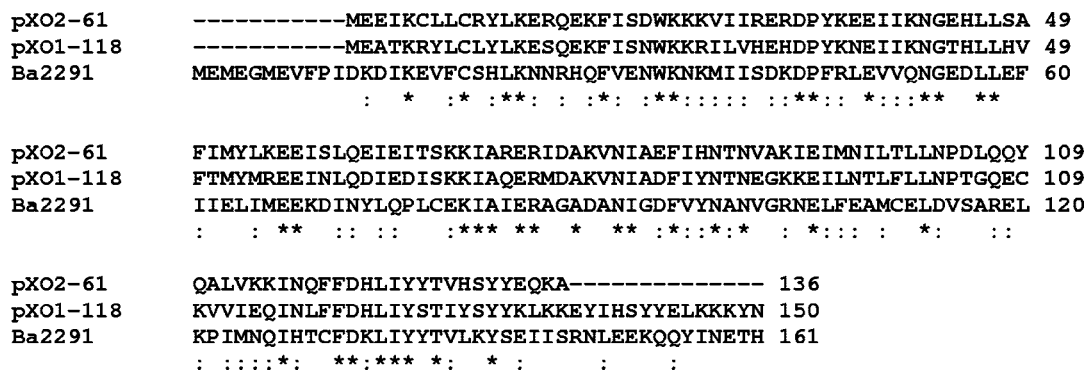 pXO2-61 -----------MEEIKCLLCRYLKERQEKFISDWKKKVIIRERDPYKEEIIKNGEHLLSA 49
pXO1-118 -----------MEATKRYLCLYLKESQEKFISNWKKRILVHEHDPYKNEIIKNGTHLLHV 49
Ba2291 MEMEGMEVFPIDKDIKEVFCSHLKNNRHQFVENWKNKMIISDKDPFRLEVVQNGEDLLEF 60
: * :* :** : : :* : **::::: : :**: *:::** **
pXO2-61 FIMYLKEEISLQEIEITSKKIARERIDAKVNIAEFIHNTNVAKIEIMNILTLLNPDLQQY 109
pXO1-118 FTMYMREEINLQDIEDISKKIAQERMDAKVNIADFIYNTNEGKKEILNTLFLLNPTGQEC 109
Ba2291 IIELIMEEKDINYLQPLCEKIAIERAGADANIGDFVYNANVGRNELFEAMCELDVSAREL 120
: : ** :: :: :*** ** * ** :*::*:* : *::: : *: ::
pXO2-61 QALVKKINQFFDHLIYYTVHSYYEQKA-------------- 136
pXO1-118 KVVIEQINLFFDHLIYSTIYSYYKLKKEYIHSYYELKKKYN 150
Ba2291 KPIMNQIHTCFDKLIYYTVLKYSEIISRNLEEKQQYINETH 161
: ::::*: **:*** *: * : : :